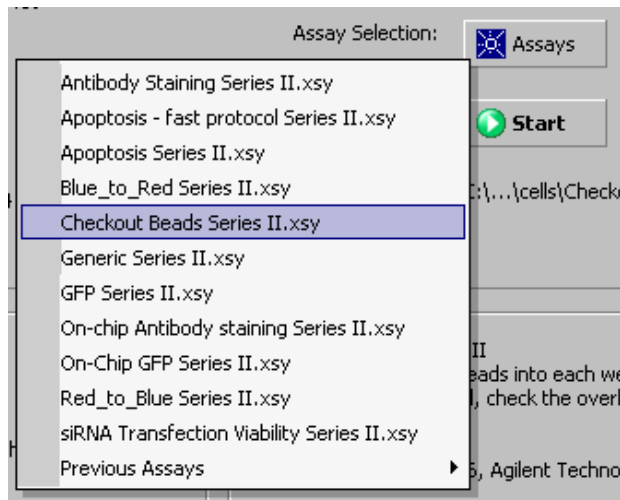 Assay Selection:
Assays
Antibody Staining Series II.xsy
Apoptosis - fast protocol Series II.xsy
Start
Apoptosis Series II.xsy
Blue_to_Red Series II.xsy
:\...\cells\Checko
Checkout Beads Series II.xsy
Generic Series II.xsy
GFP Series II.xsy
On-chip Antibody staining Series II.xsy
II
On-Chip GFP Series II.xsy
eads into each we
Red_to_Blue Series II.xsy
, check the overl
siRNA Transfection Viability Series II.xsy
Previous Assays
, Agilent Techno